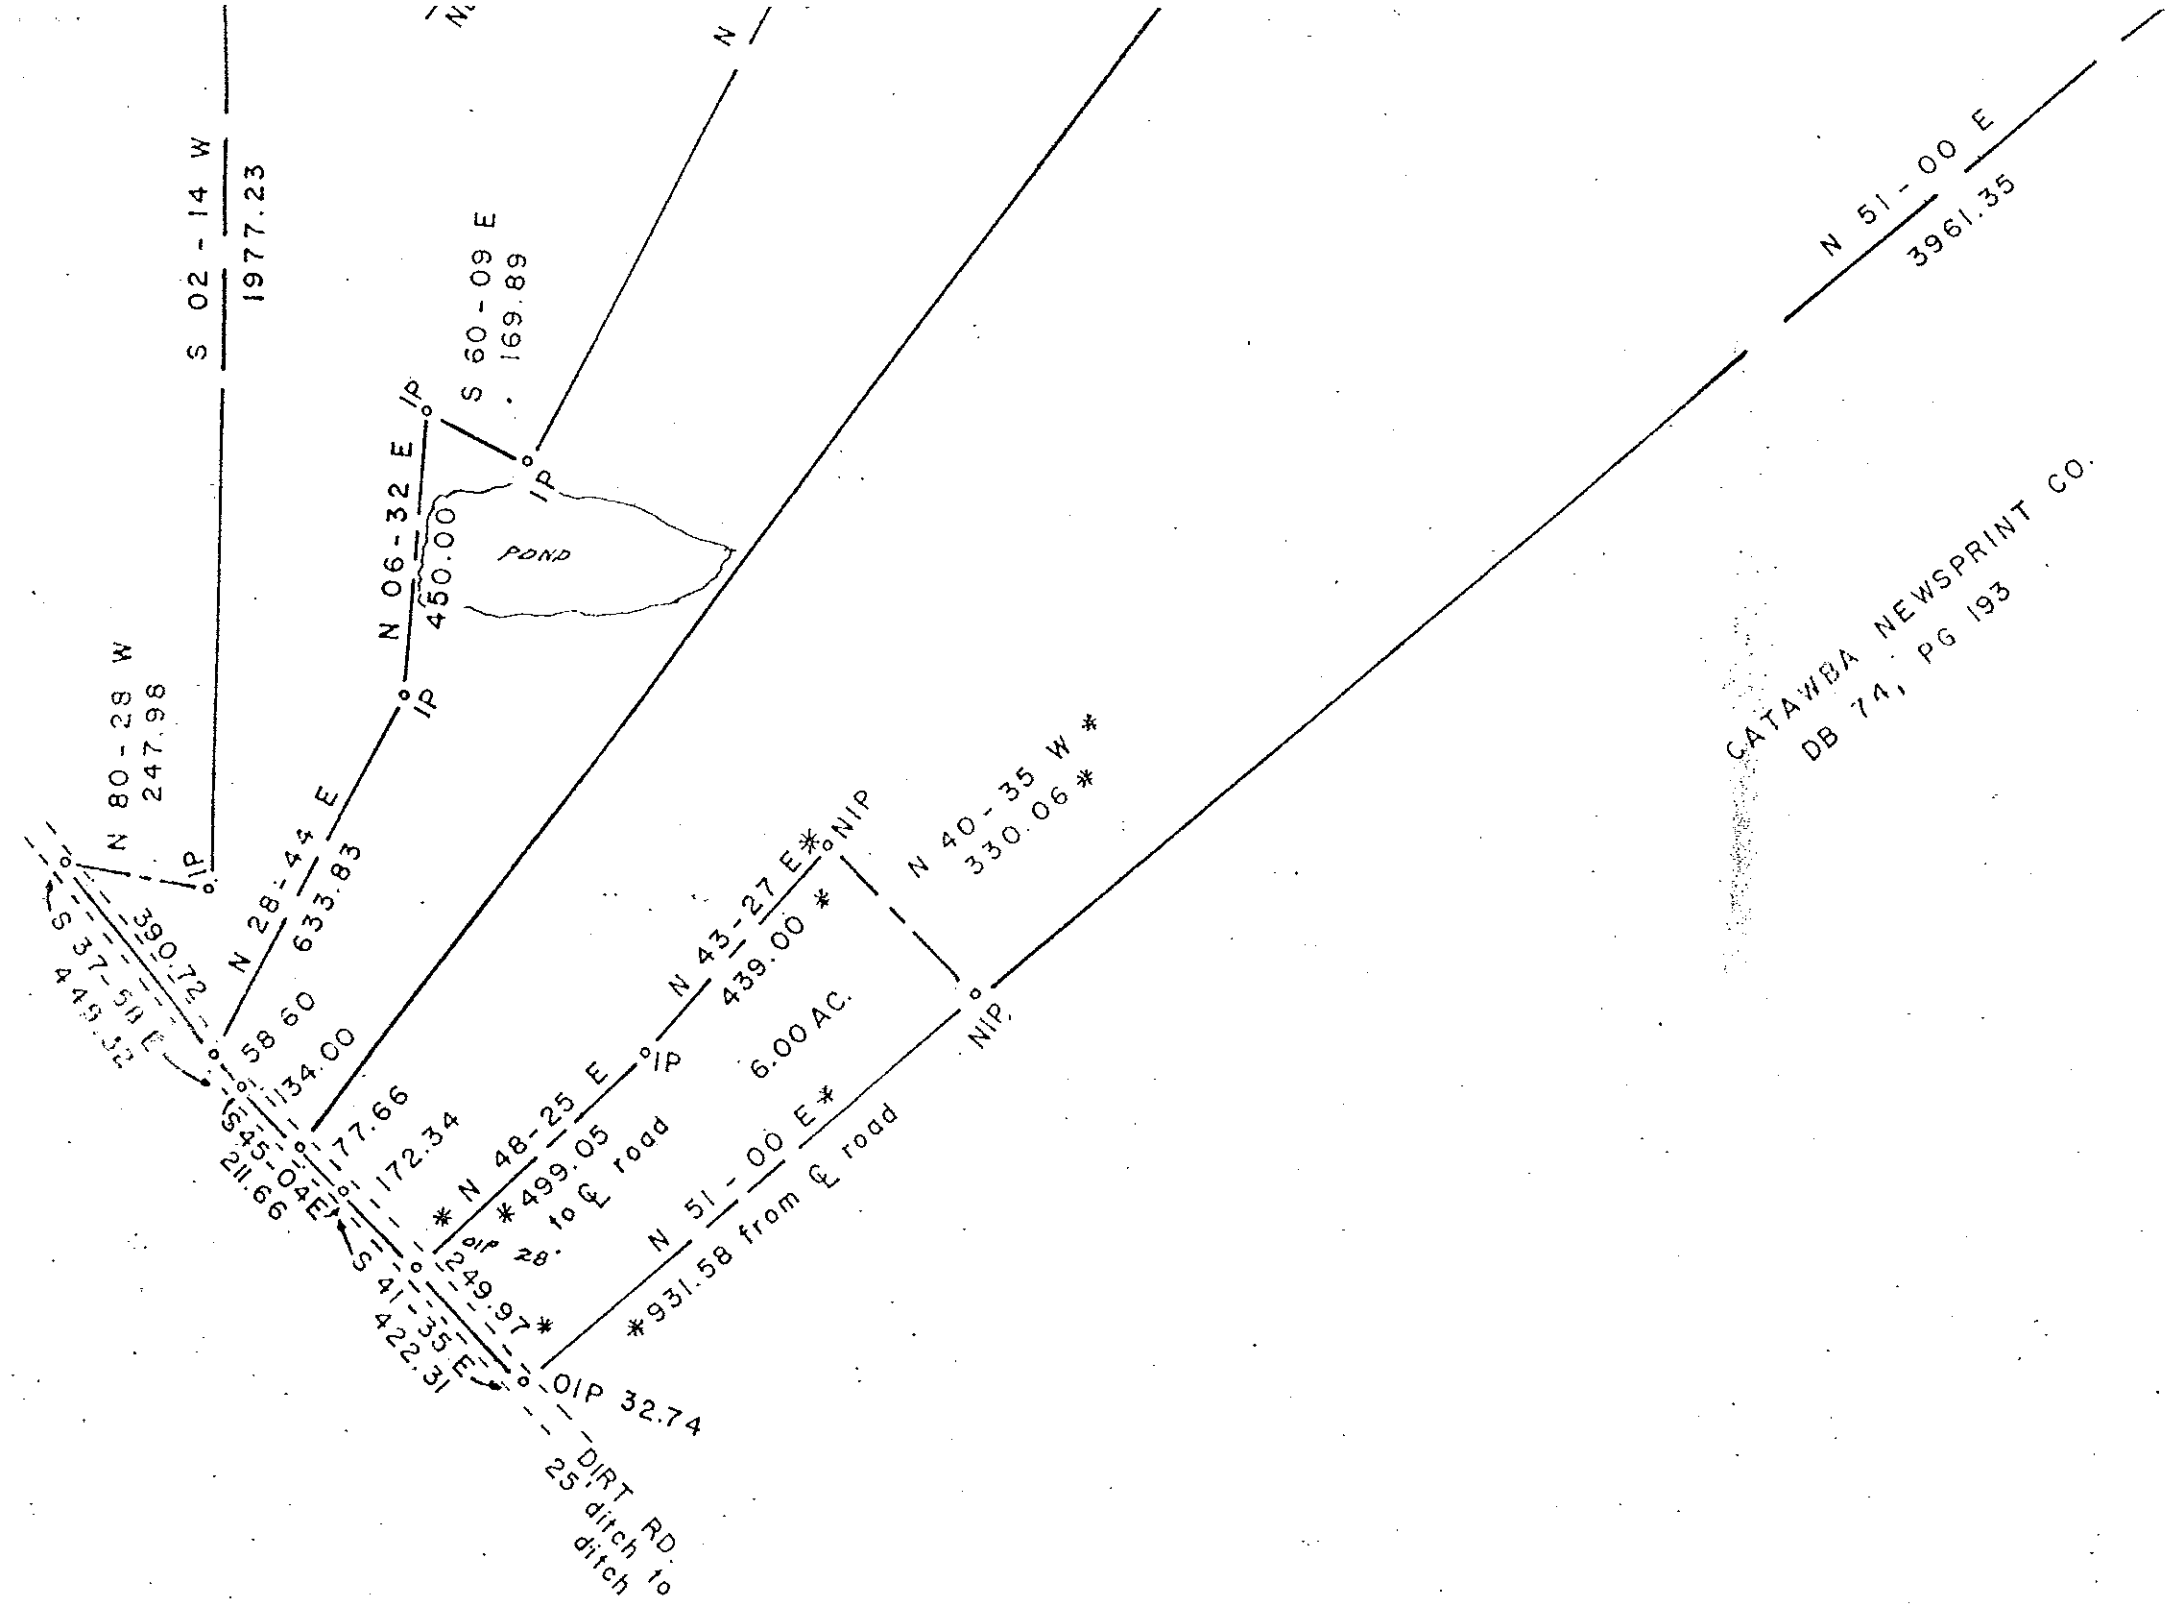 N
N
S 02-14 W
1977.23
S 60-09 E
169.89
N 51-00 E
3961.35
IP
N 06-32 E
450.00
IP
POND
IP
CATAWBA NEWSPRINT CO.
DB 74, PG 193
N 80-28 W
247.98
IP
N 28-44 E
633.83
N 40-35 W *
330.06 *
NIP
N 43-27 E *
439.00 *
390.72
S 37-58 E
449.32
58 60
134.00
77.66
172.34
S45-04E
211.66
6.00 AC.
NIP
IP
* N 48-25 E
* 499.05
to ℄ road
OIP 28'
N 51-00 E *
* 931.58 from ℄ road
249.97 *
S 41-35 E
422.31
OIP 32.74
DIRT RD.
25' ditch to
ditch